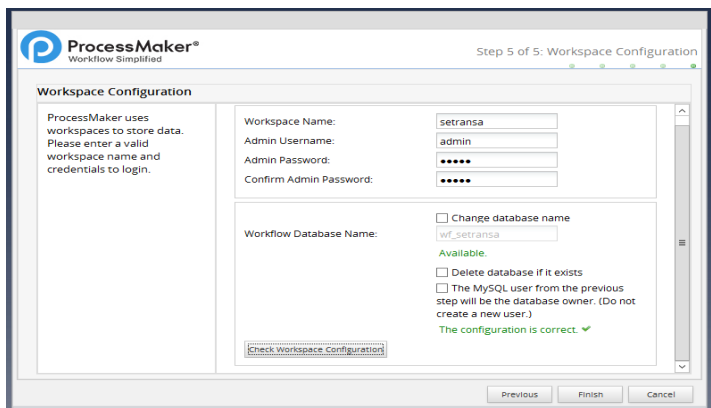 ProcessMaker®
Workflow Simplified
Step 5 of 5: Workspace Configuration
Workspace Configuration
ProcessMaker uses
workspaces to store data.
Please enter a valid
workspace name and
credentials to login.
Workspace Name: setransa
Admin Username: admin
Admin Password: •••••
Confirm Admin Password: •••••
Change database name
Workflow Database Name: wf_setransa
Available.
Delete database if it exists
The MySQL user from the previous
step will be the database owner. (Do not
create a new user.)
The configuration is correct. ✔
Check Workspace Configuration
Previous Finish Cancel